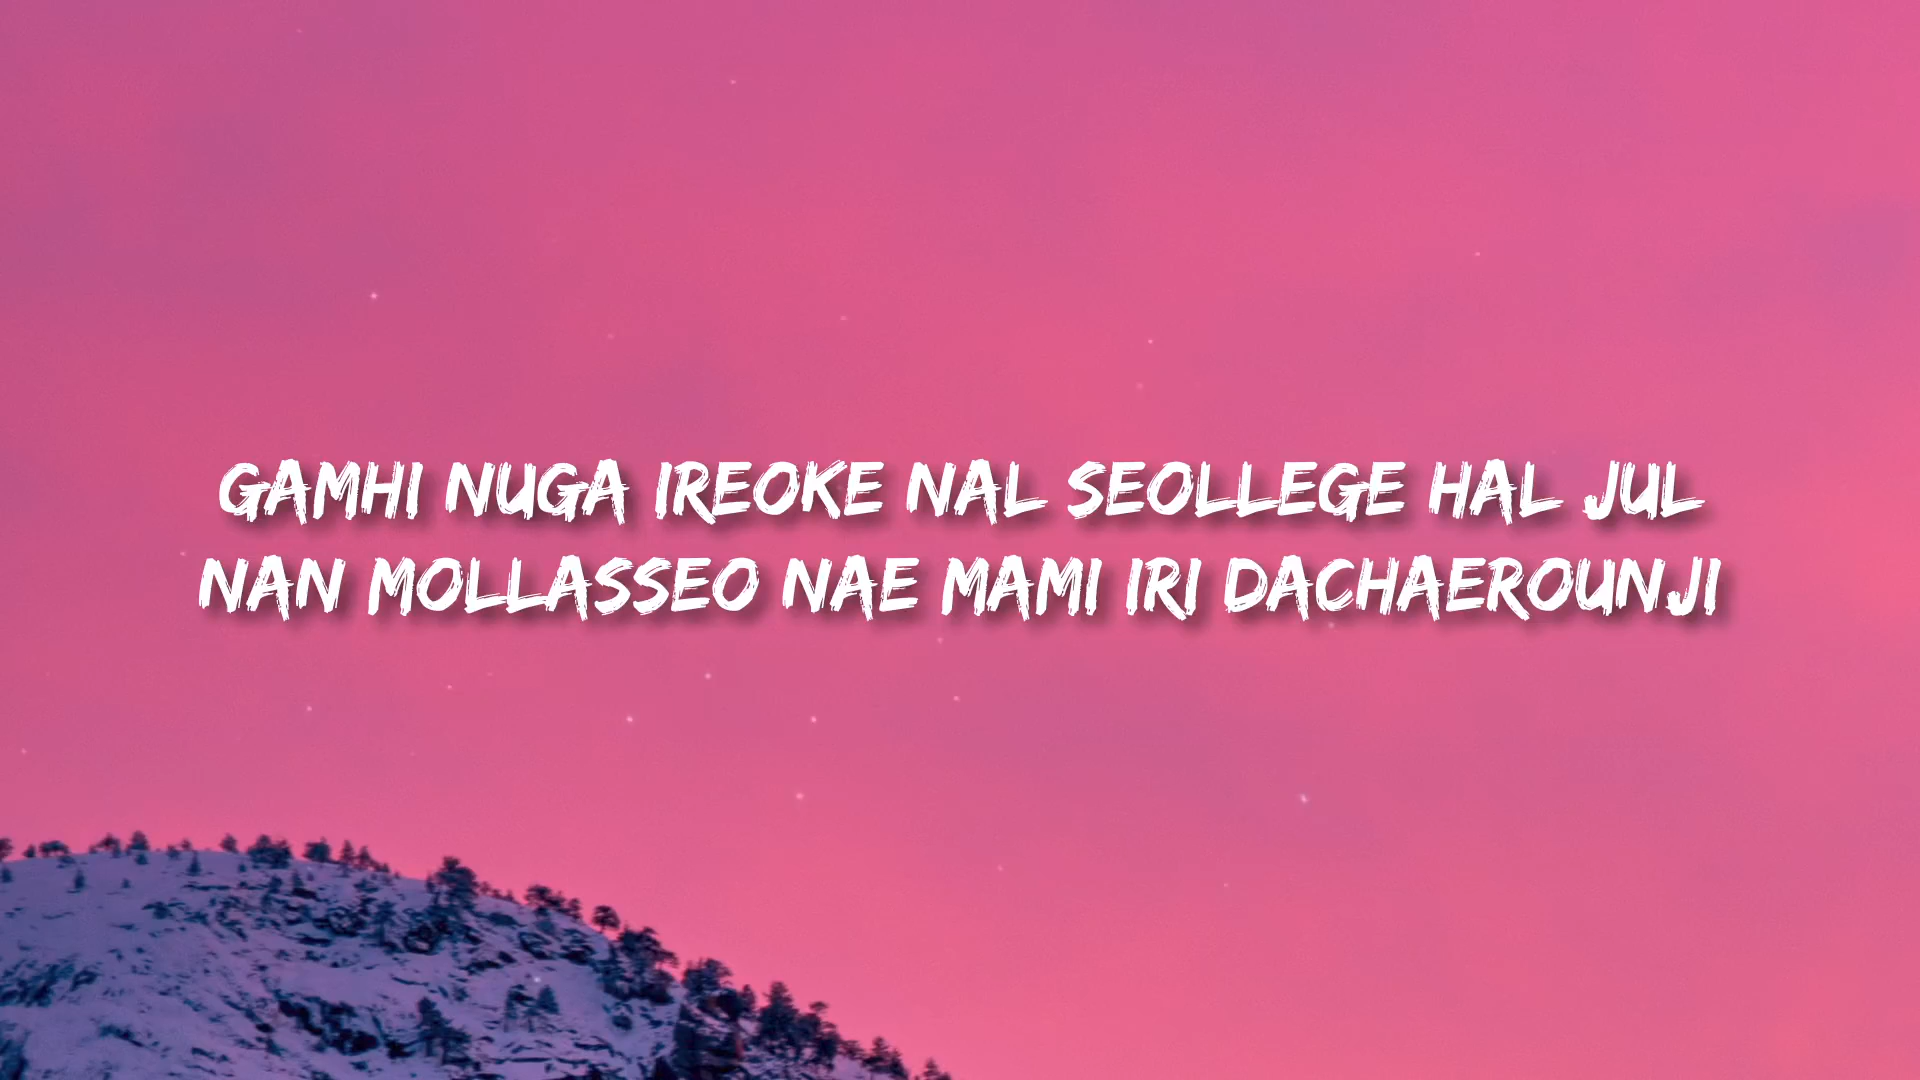 GAMHI NUGA IREOKE NAL SEOLLEGE HAL JUL
NAN MOLLASSEO NAE MAMI IRI DACHAEROUNJI